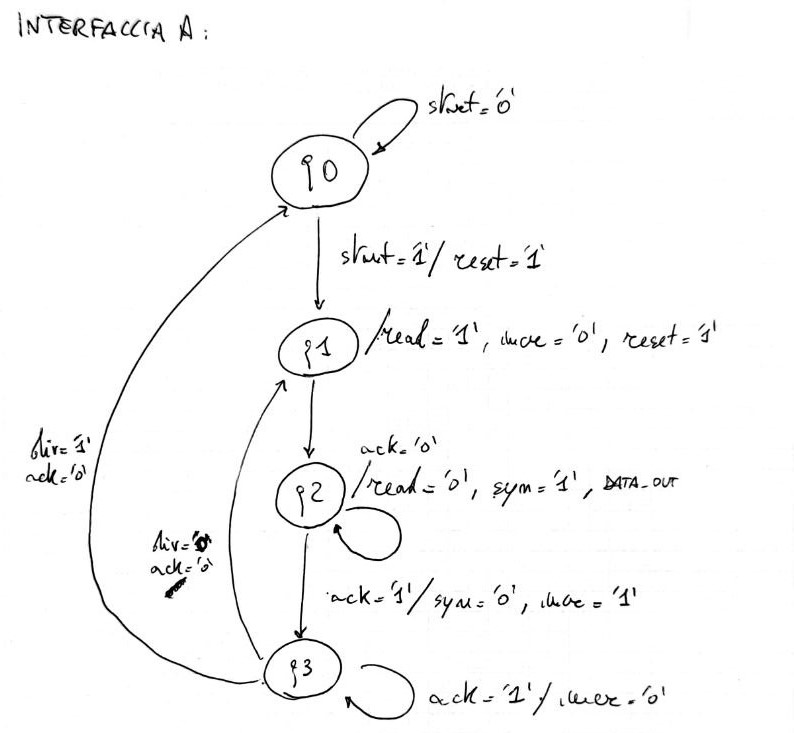 INTERFACCIA A:
start='0'
q0
start='1'/ reset='1'
q1
/read='1', incr='0', reset='1'
div='1'
ack='0'
ack='0'
q2
/read='0', syn='1', DATA_OUT
div='0'
ack='0'
ack='1'/ syn='0', incr='1'
q3
ack='1'/ incr='0'